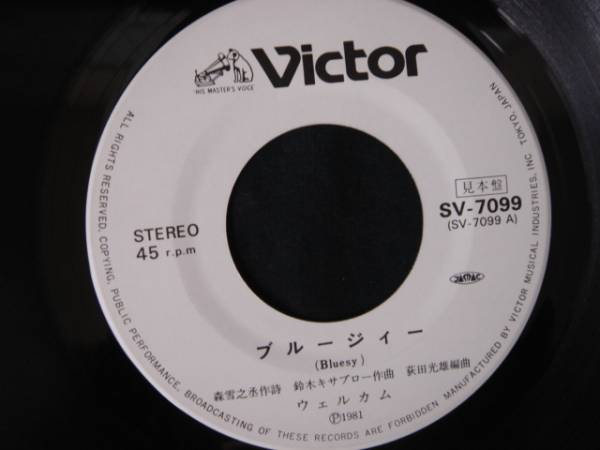 Victor
"HIS MASTER'S VOICE"
見本盤
SV-7099
(SV-7099 A)
STEREO
45 r.p.m
JASRAC
ブルージィー
(Bluesy)
森雪之丞作詩 鈴木キサブロー作曲 萩田光雄編曲
ウェルカム
Ⓟ1981
ALL RIGHTS RESERVED, COPYING, PUBLIC PERFORMANCE, BROADCASTING OF THESE RECORDS ARE FORBIDDEN MANUFACTURED BY VICTOR MUSICAL INDUSTRIES, INC. TOKYO, JAPAN